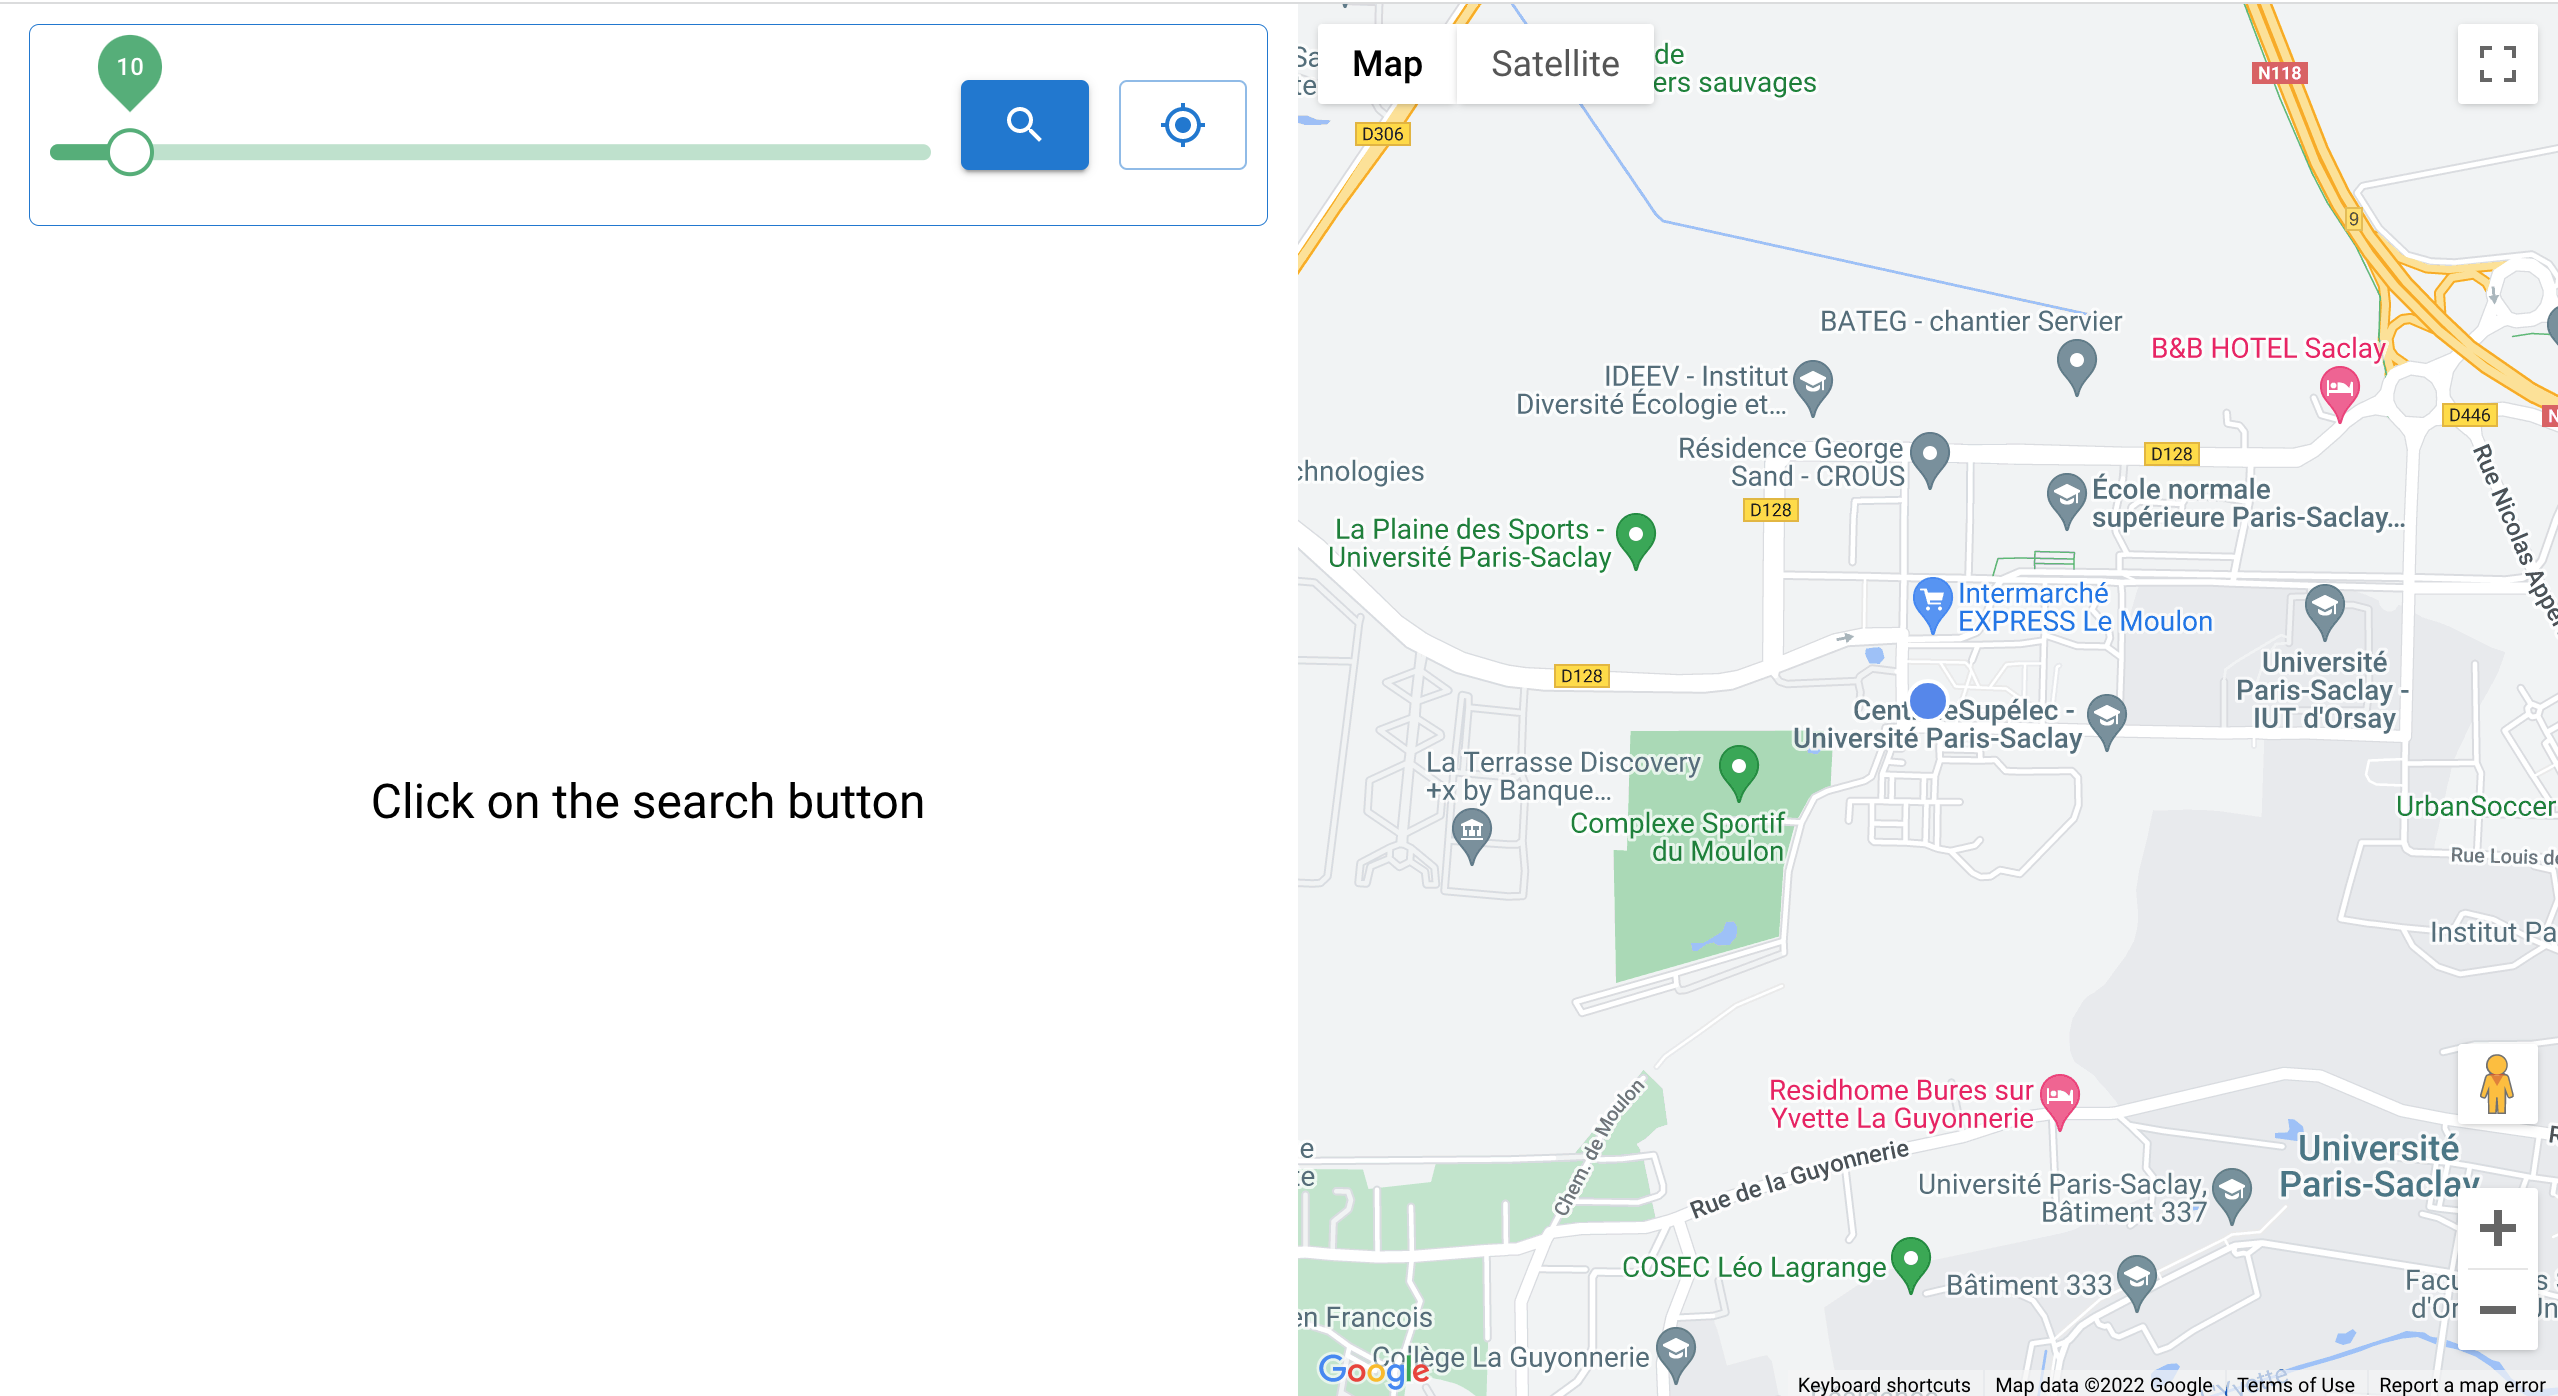 10
Click on the search button
Map
Satellite
de
ers sauvages
Sa
te
N118
D306
9
BATEG - chantier Servier
B&B HOTEL Saclay
IDEEV - Institut
Diversité Écologie et...
D446
N
Résidence George
Sand - CROUS
D128
chnologies
École normale
supérieure Paris-Saclay...
D128
Rue Nicolas Appe
La Plaine des Sports -
Université Paris-Saclay
Intermarché
EXPRESS Le Moulon
D128
Université
Paris-Saclay -
IUT d'Orsay
CentraleSupélec -
Université Paris-Saclay
La Terrasse Discovery
+x by Banque...
Complexe Sportif
du Moulon
UrbanSoccer
Rue Louis de
Institut Pa
Chem. de Moulon
Residhome Bures sur
Yvette La Guyonnerie
Rue de la Guyonnerie
e
te
Université
Paris-Saclay
Université Paris-Saclay,
Bâtiment 337
COSEC Léo Lagrange
Bâtiment 333
Facu
d'Or
en Francois
Collège La Guyonnerie
Yvette
Google
Keyboard shortcuts
Map data ©2022 Google
Terms of Use
Report a map error